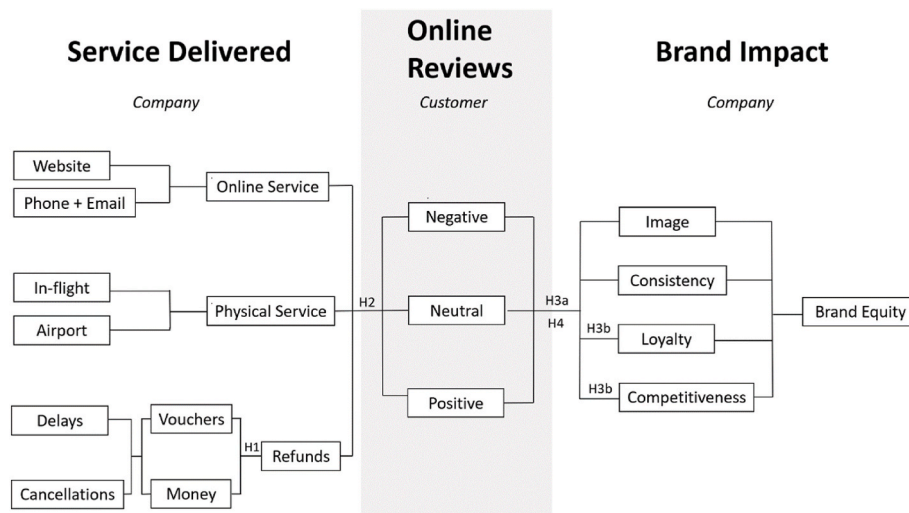 Service Delivered
Company
Online
Reviews
Customer
Brand Impact
Company
Website
Phone + Email
Online Service
In-flight
Airport
Physical Service
Delays
Cancellations
Vouchers
Money
H1
Refunds
H2
Negative
Neutral
Positive
H3a
H4
Image
Consistency
H3b
Loyalty
H3b
Competitiveness
Brand Equity